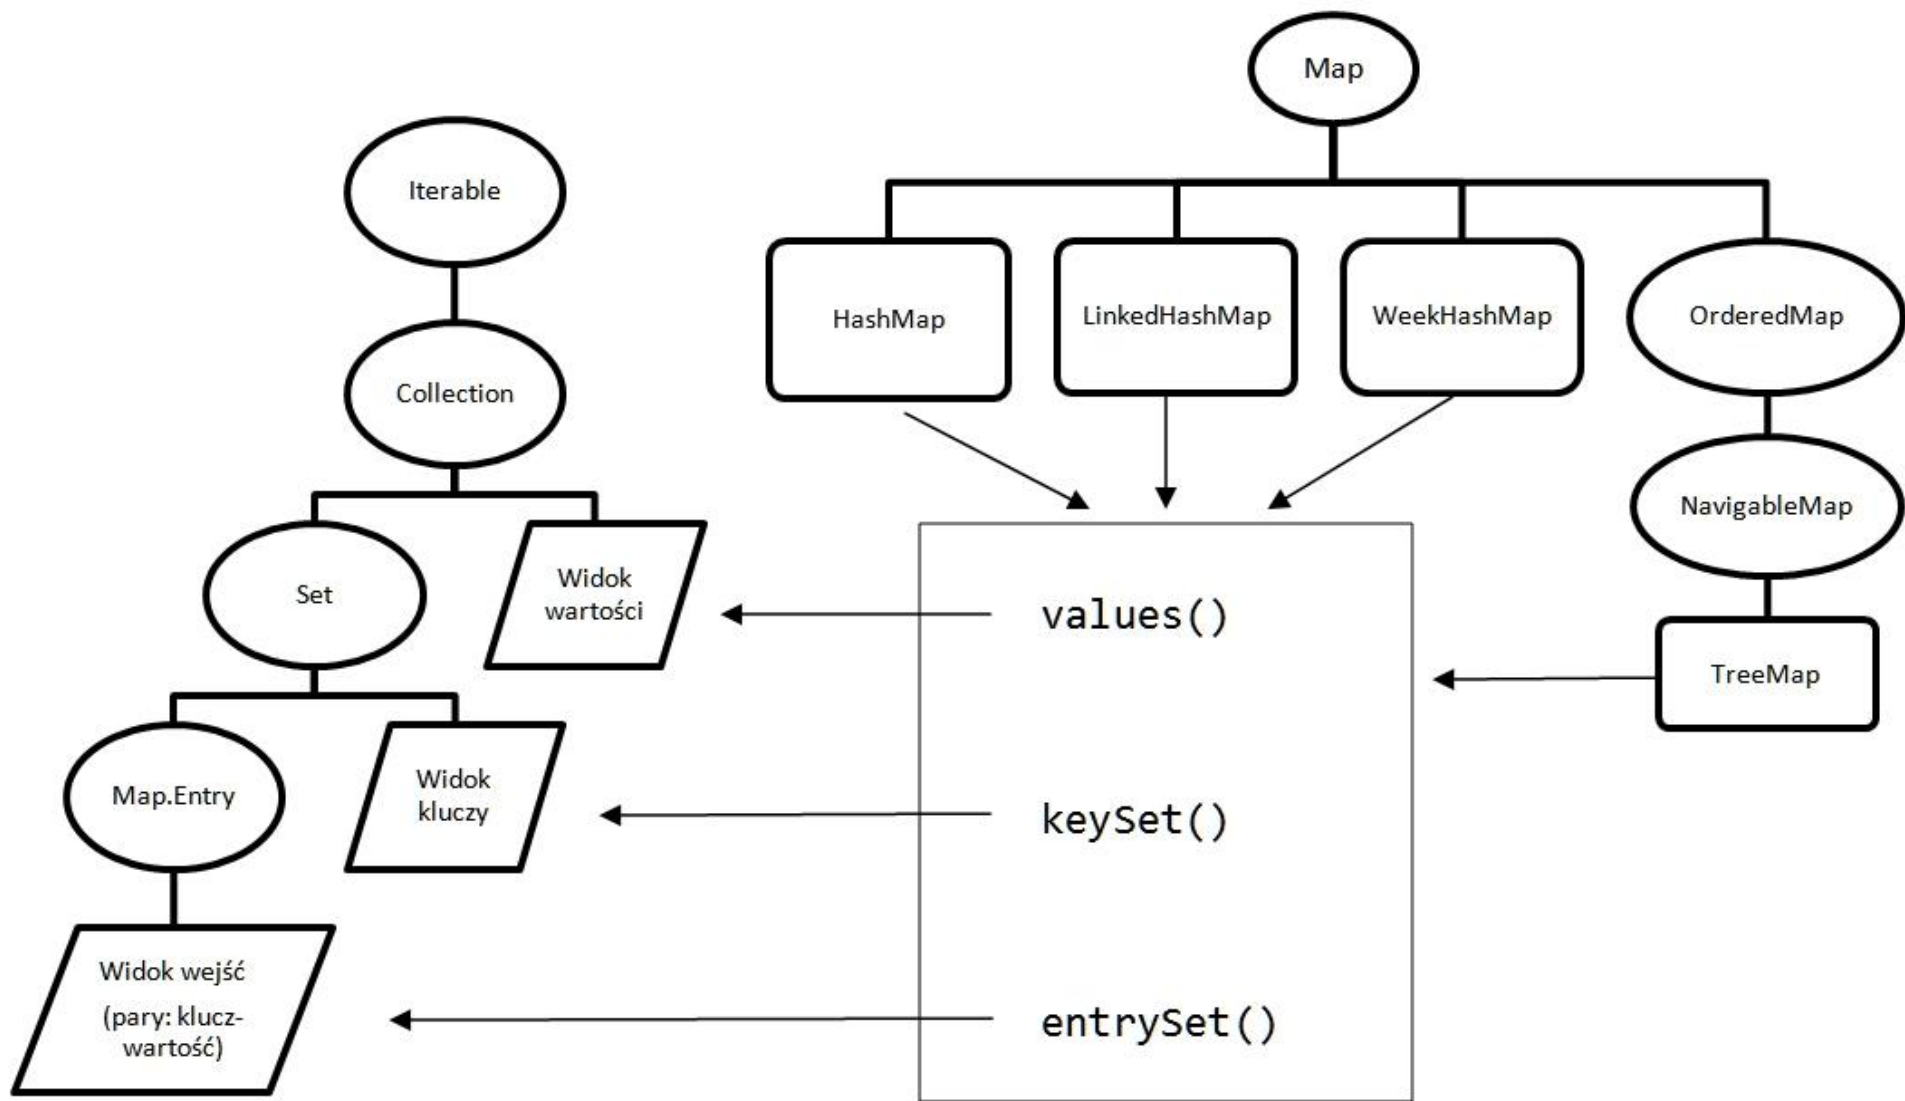 Map
Iterable
HashMap
LinkedHashMap
WeekHashMap
OrderedMap
Collection
NavigableMap
Set
Widok
wartości
values()
TreeMap
Map.Entry
Widok
kluczy
keySet()
Widok wejść
(pary: klucz-
wartość)
entrySet()